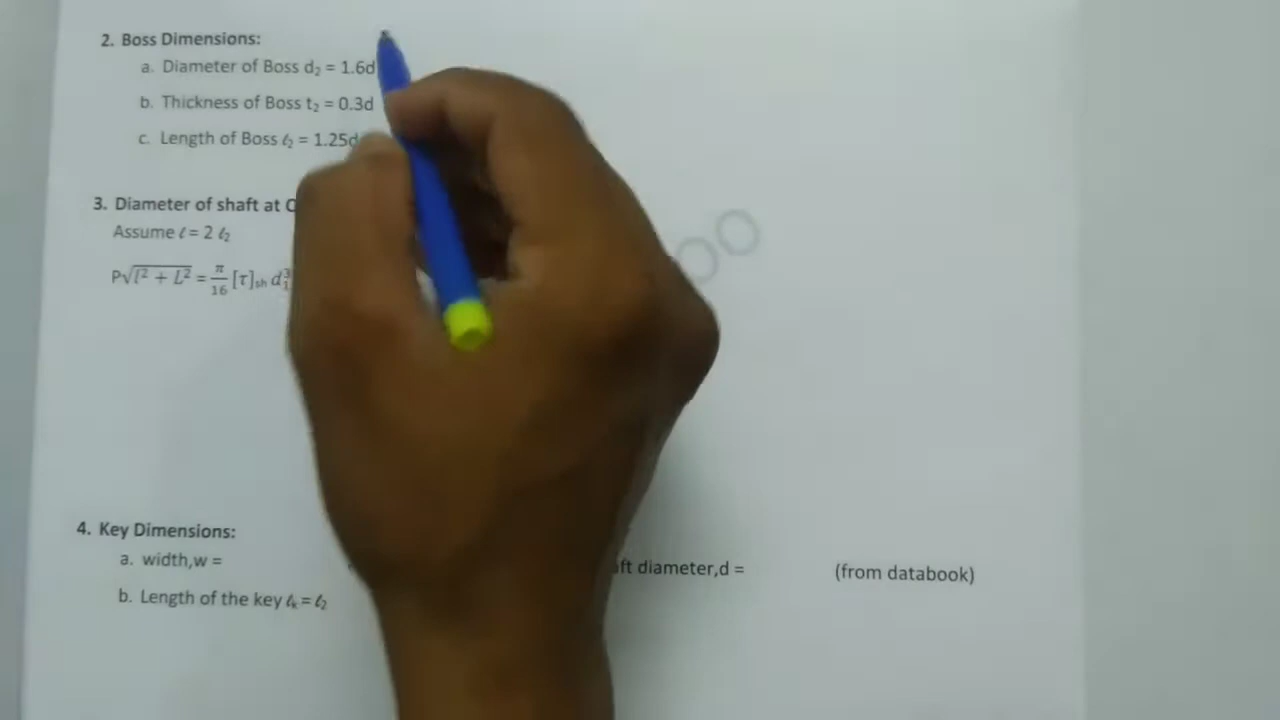 2. Boss Dimensions:
a. Diameter of Boss d₂ = 1.6d
b. Thickness of Boss t₂ = 0.3d
c. Length of Boss ℓ₂ = 1.25d
3. Diameter of shaft at
Assume ℓ = 2 ℓ₂
P√(l² + L²) = π/16 [τ]sh d₁³
4. Key Dimensions:
a. width,w = diameter,d = (from databook)
b. Length of the key ℓₖ = ℓ₂